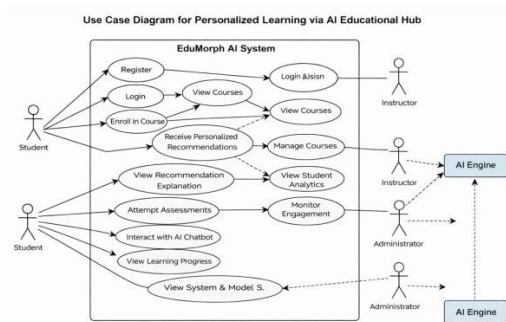 Use Case Diagram for Personalized Learning via AI Educational Hub
EduMorph AI System
Register
Login &Jsisn
Instructor
Login
View Courses
View Courses
Enroll in Course
Student
Receive Personalized
Recommendations
Manage Courses
Instructor
AI Engine
View Recommendation
Explanation
View Student
Analytics
Attempt Assessments
Monitor
Engagement
Administrator
Student
Interact with AI Chatbot
View Learning Progress
View System & Model S.
Administrator
AI Engine